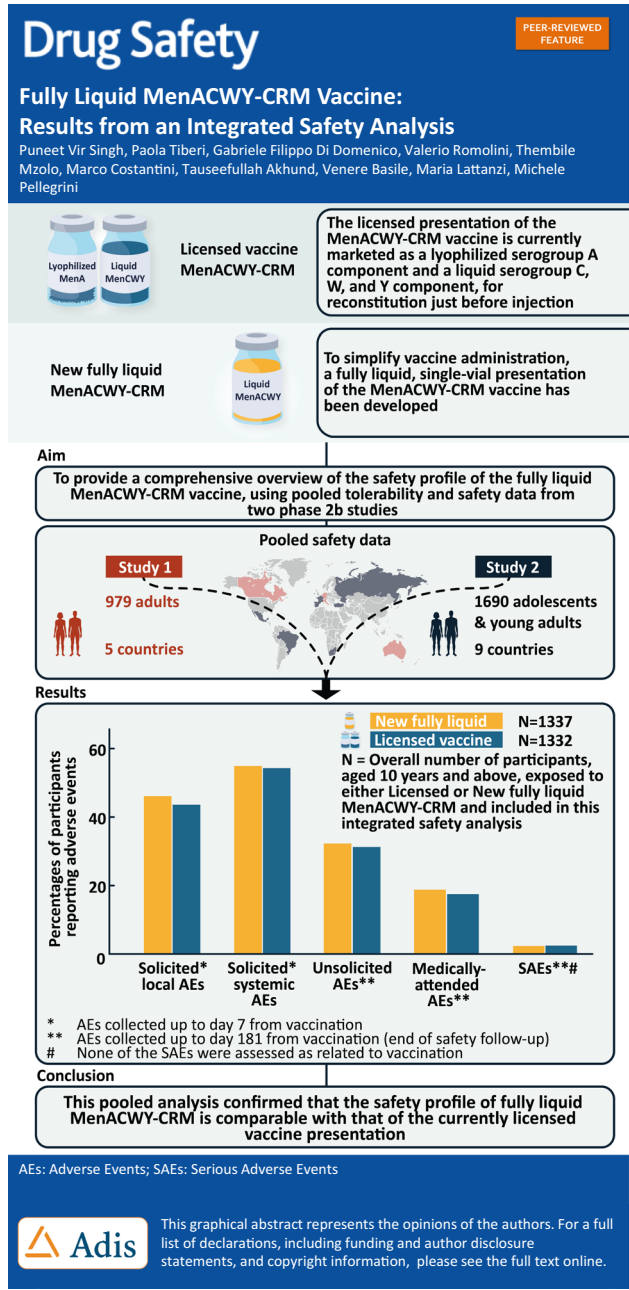 Drug Safety
PEER-REVIEWED
FEATURE
Fully Liquid MenACWY-CRM Vaccine:
Results from an Integrated Safety Analysis
Puneet Vir Singh, Paola Tiberi, Gabriele Filippo Di Domenico, Valerio Romolini, Thembile
Mzolo, Marco Costantini, Tauseefullah Akhund, Venere Basile, Maria Lattanzi, Michele
Pellegrini
Lyophilized
MenA
Liquid
MenCWY
Licensed vaccine
MenACWY-CRM
The licensed presentation of the
MenACWY-CRM vaccine is currently
marketed as a lyophilized serogroup A
component and a liquid serogroup C,
W, and Y component, for
reconstitution just before injection
New fully liquid
MenACWY-CRM
Liquid
MenACWY
To simplify vaccine administration,
a fully liquid, single-vial presentation
of the MenACWY-CRM vaccine has
been developed
Aim
To provide a comprehensive overview of the safety profile of the fully liquid
MenACWY-CRM vaccine, using pooled tolerability and safety data from
two phase 2b studies
Pooled safety data
Study 1
979 adults
5 countries
Study 2
1690 adolescents
& young adults
9 countries
Results
New fully liquid N=1337
Licensed vaccine N=1332
N = Overall number of participants,
aged 10 years and above, exposed to
either Licensed or New fully liquid
MenACWY-CRM and included in this
integrated safety analysis
Percentages of participants
reporting adverse events
60
40
20
0
Solicited*
local AEs
Solicited*
systemic
AEs
Unsolicited
AEs**
Medically-
attended
AEs**
SAEs**#
* AEs collected up to day 7 from vaccination
** AEs collected up to day 181 from vaccination (end of safety follow-up)
# None of the SAEs were assessed as related to vaccination
Conclusion
This pooled analysis confirmed that the safety profile of fully liquid
MenACWY-CRM is comparable with that of the currently licensed
vaccine presentation
AEs: Adverse Events; SAEs: Serious Adverse Events
Adis
This graphical abstract represents the opinions of the authors. For a full
list of declarations, including funding and author disclosure
statements, and copyright information, please see the full text online.